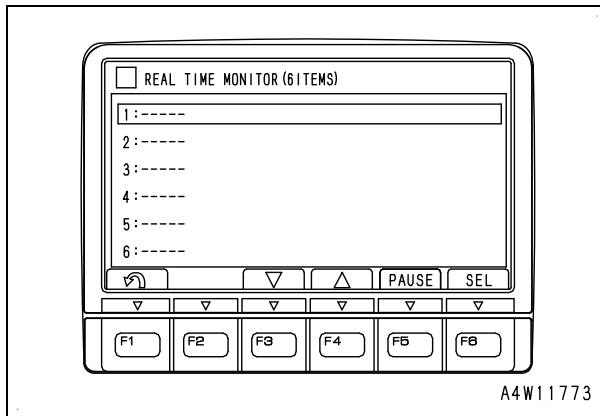 REAL TIME MONITOR (6ITEMS)
1:-----
2:-----
3:-----
4:-----
5:-----
6:-----
PAUSE SEL
F1 F2 F3 F4 F5 F6
A4W11773